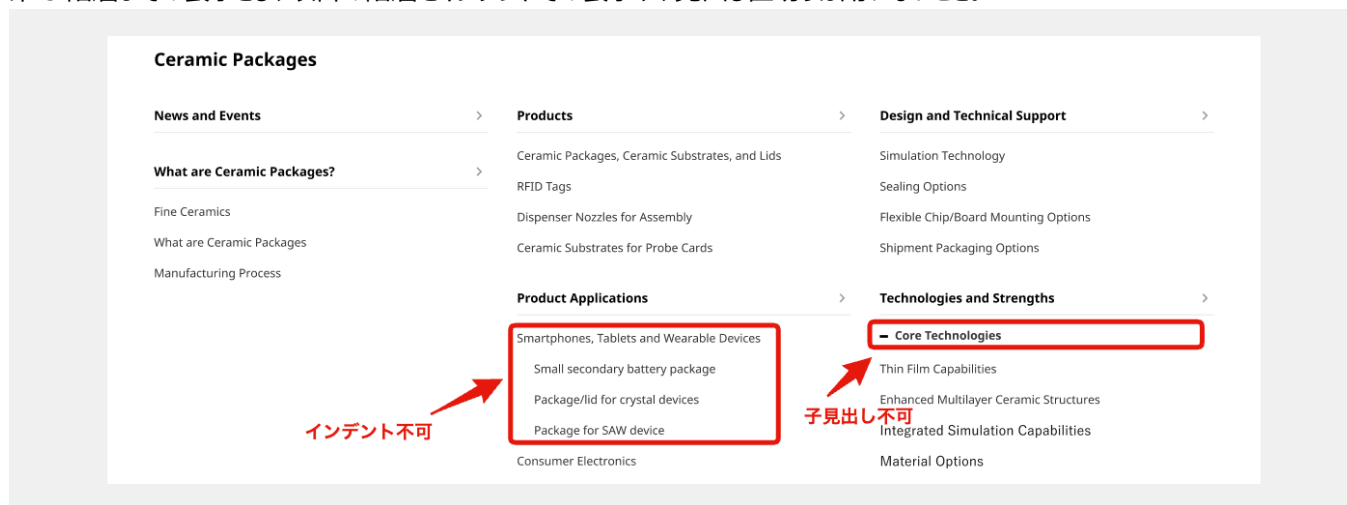 Ceramic Packages
News and Events
What are Ceramic Packages?
Fine Ceramics
What are Ceramic Packages
Manufacturing Process
Products
Ceramic Packages, Ceramic Substrates, and Lids
RFID Tags
Dispenser Nozzles for Assembly
Ceramic Substrates for Probe Cards
Product Applications
Smartphones, Tablets and Wearable Devices
Small secondary battery package
Package/lid for crystal devices
Package for SAW device
Consumer Electronics
インデント不可
Design and Technical Support
Simulation Technology
Sealing Options
Flexible Chip/Board Mounting Options
Shipment Packaging Options
Technologies and Strengths
Core Technologies
Thin Film Capabilities
Enhanced Multilayer Ceramic Structures
子見出し不可
Integrated Simulation Capabilities
Material Options